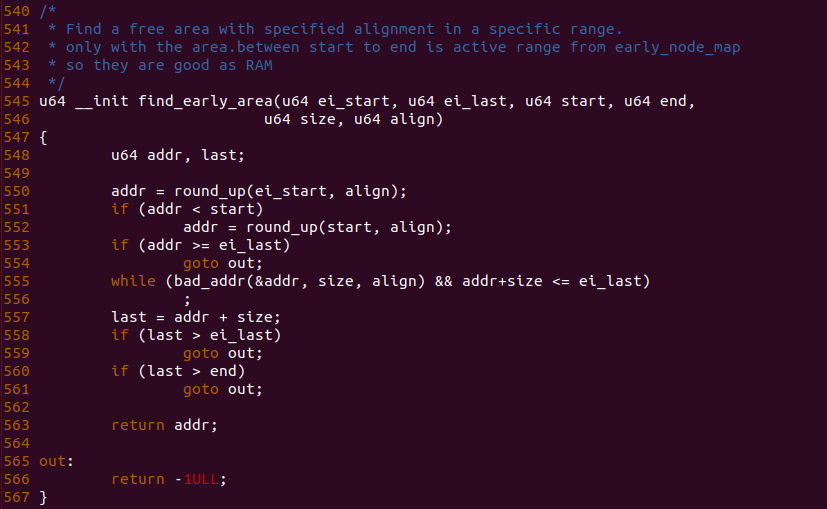 540 /*
541  * Find a free area with specified alignment in a specific range.
542  * only with the area.between start to end is active range from early_node_map
543  * so they are good as RAM
544  */
545 u64 __init find_early_area(u64 ei_start, u64 ei_last, u64 start, u64 end,
546                          u64 size, u64 align)
547 {
548         u64 addr, last;
549
550         addr = round_up(ei_start, align);
551         if (addr < start)
552                 addr = round_up(start, align);
553         if (addr >= ei_last)
554                 goto out;
555         while (bad_addr(&addr, size, align) && addr+size <= ei_last)
556                 ;
557         last = addr + size;
558         if (last > ei_last)
559                 goto out;
560         if (last > end)
561                 goto out;
562
563         return addr;
564
565 out:
566         return -1ULL;
567 }